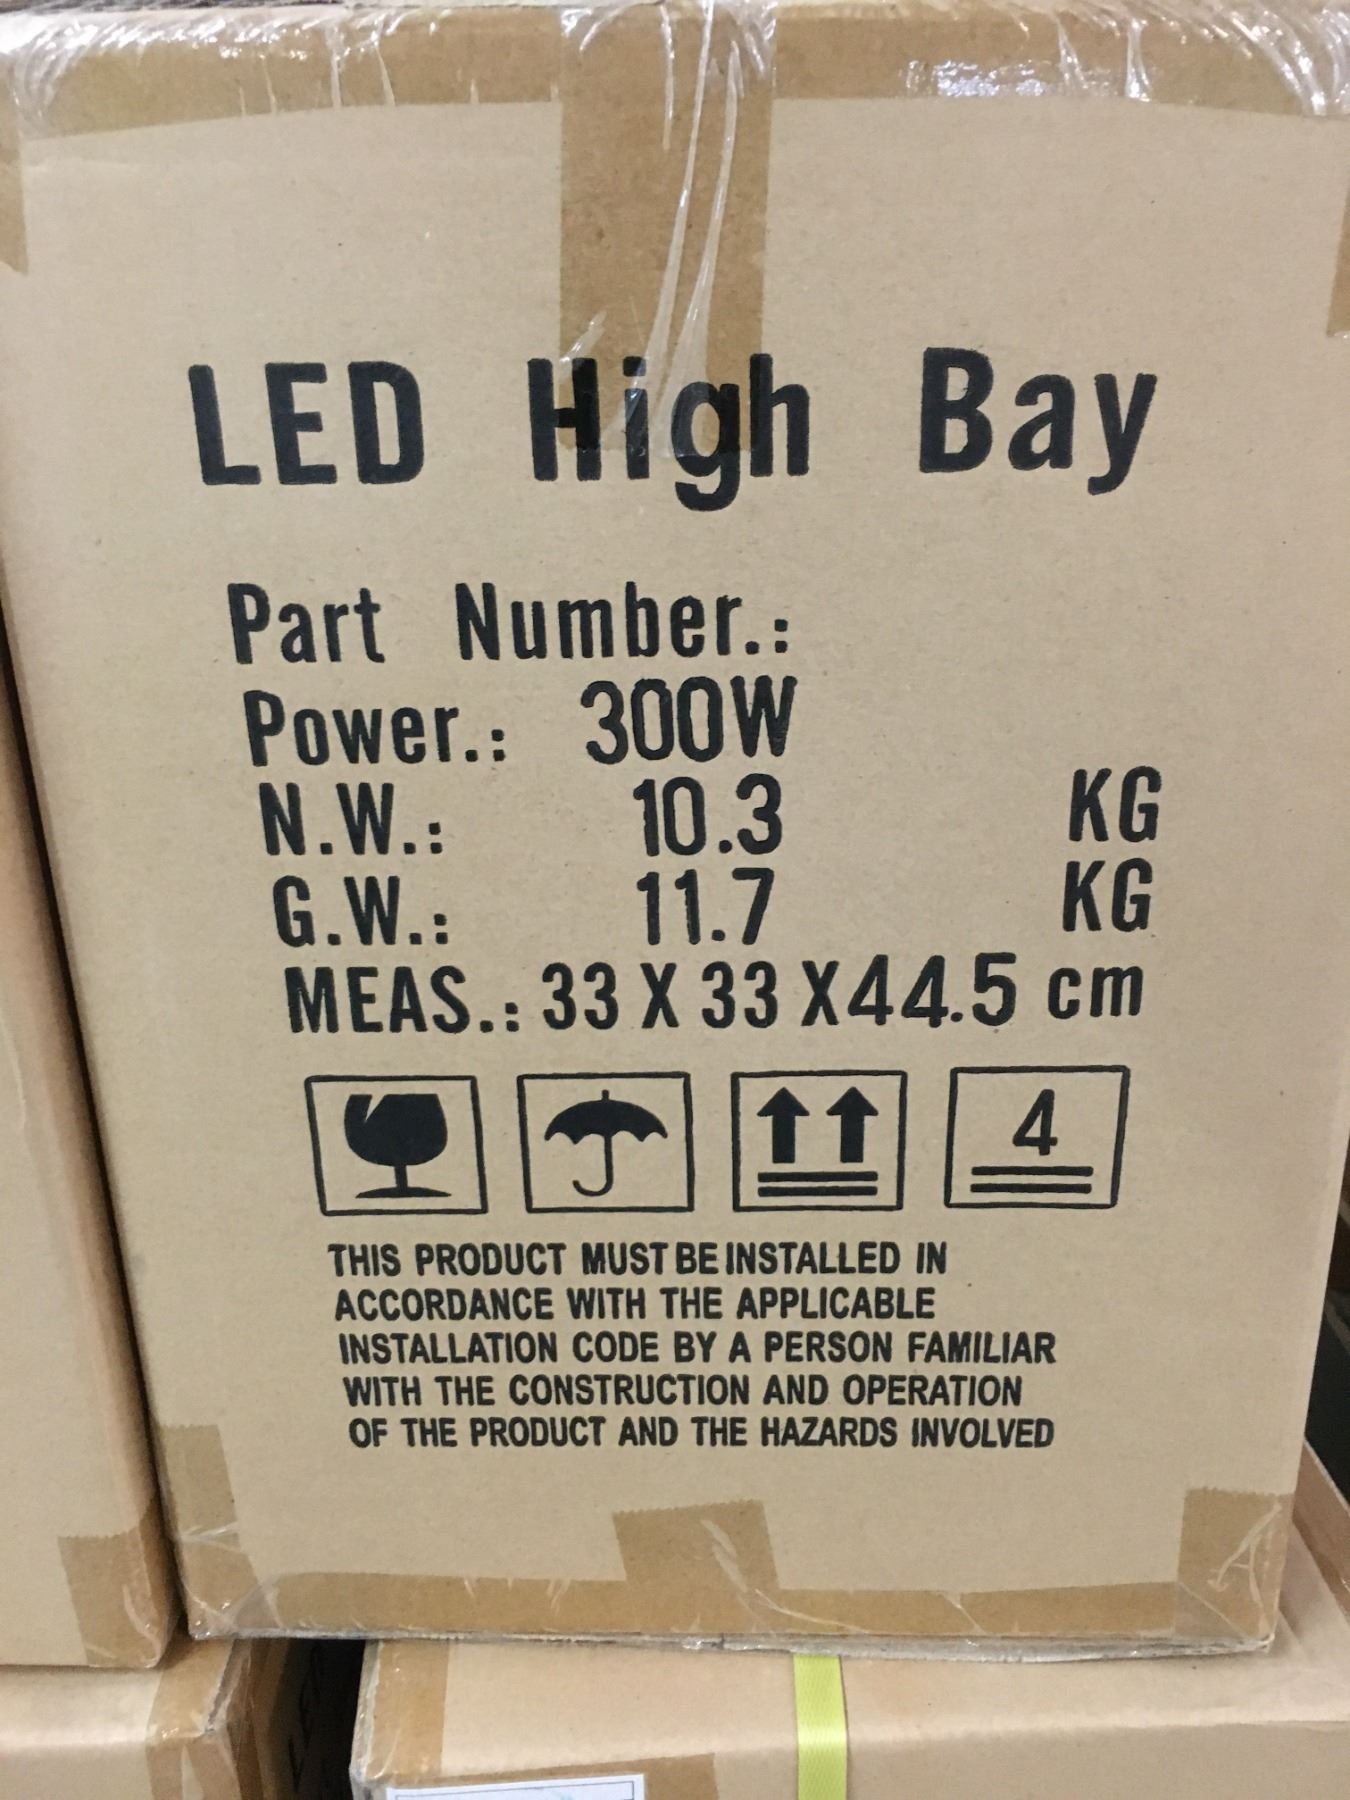 LED High Bay
Part Number.:
Power.: 300W
N.W.: 10.3 KG
G.W.: 11.7 KG
MEAS.: 33 X 33 X44.5 cm
4
THIS PRODUCT MUST BE INSTALLED IN
ACCORDANCE WITH THE APPLICABLE
INSTALLATION CODE BY A PERSON FAMILIAR
WITH THE CONSTRUCTION AND OPERATION
OF THE PRODUCT AND THE HAZARDS INVOLVED